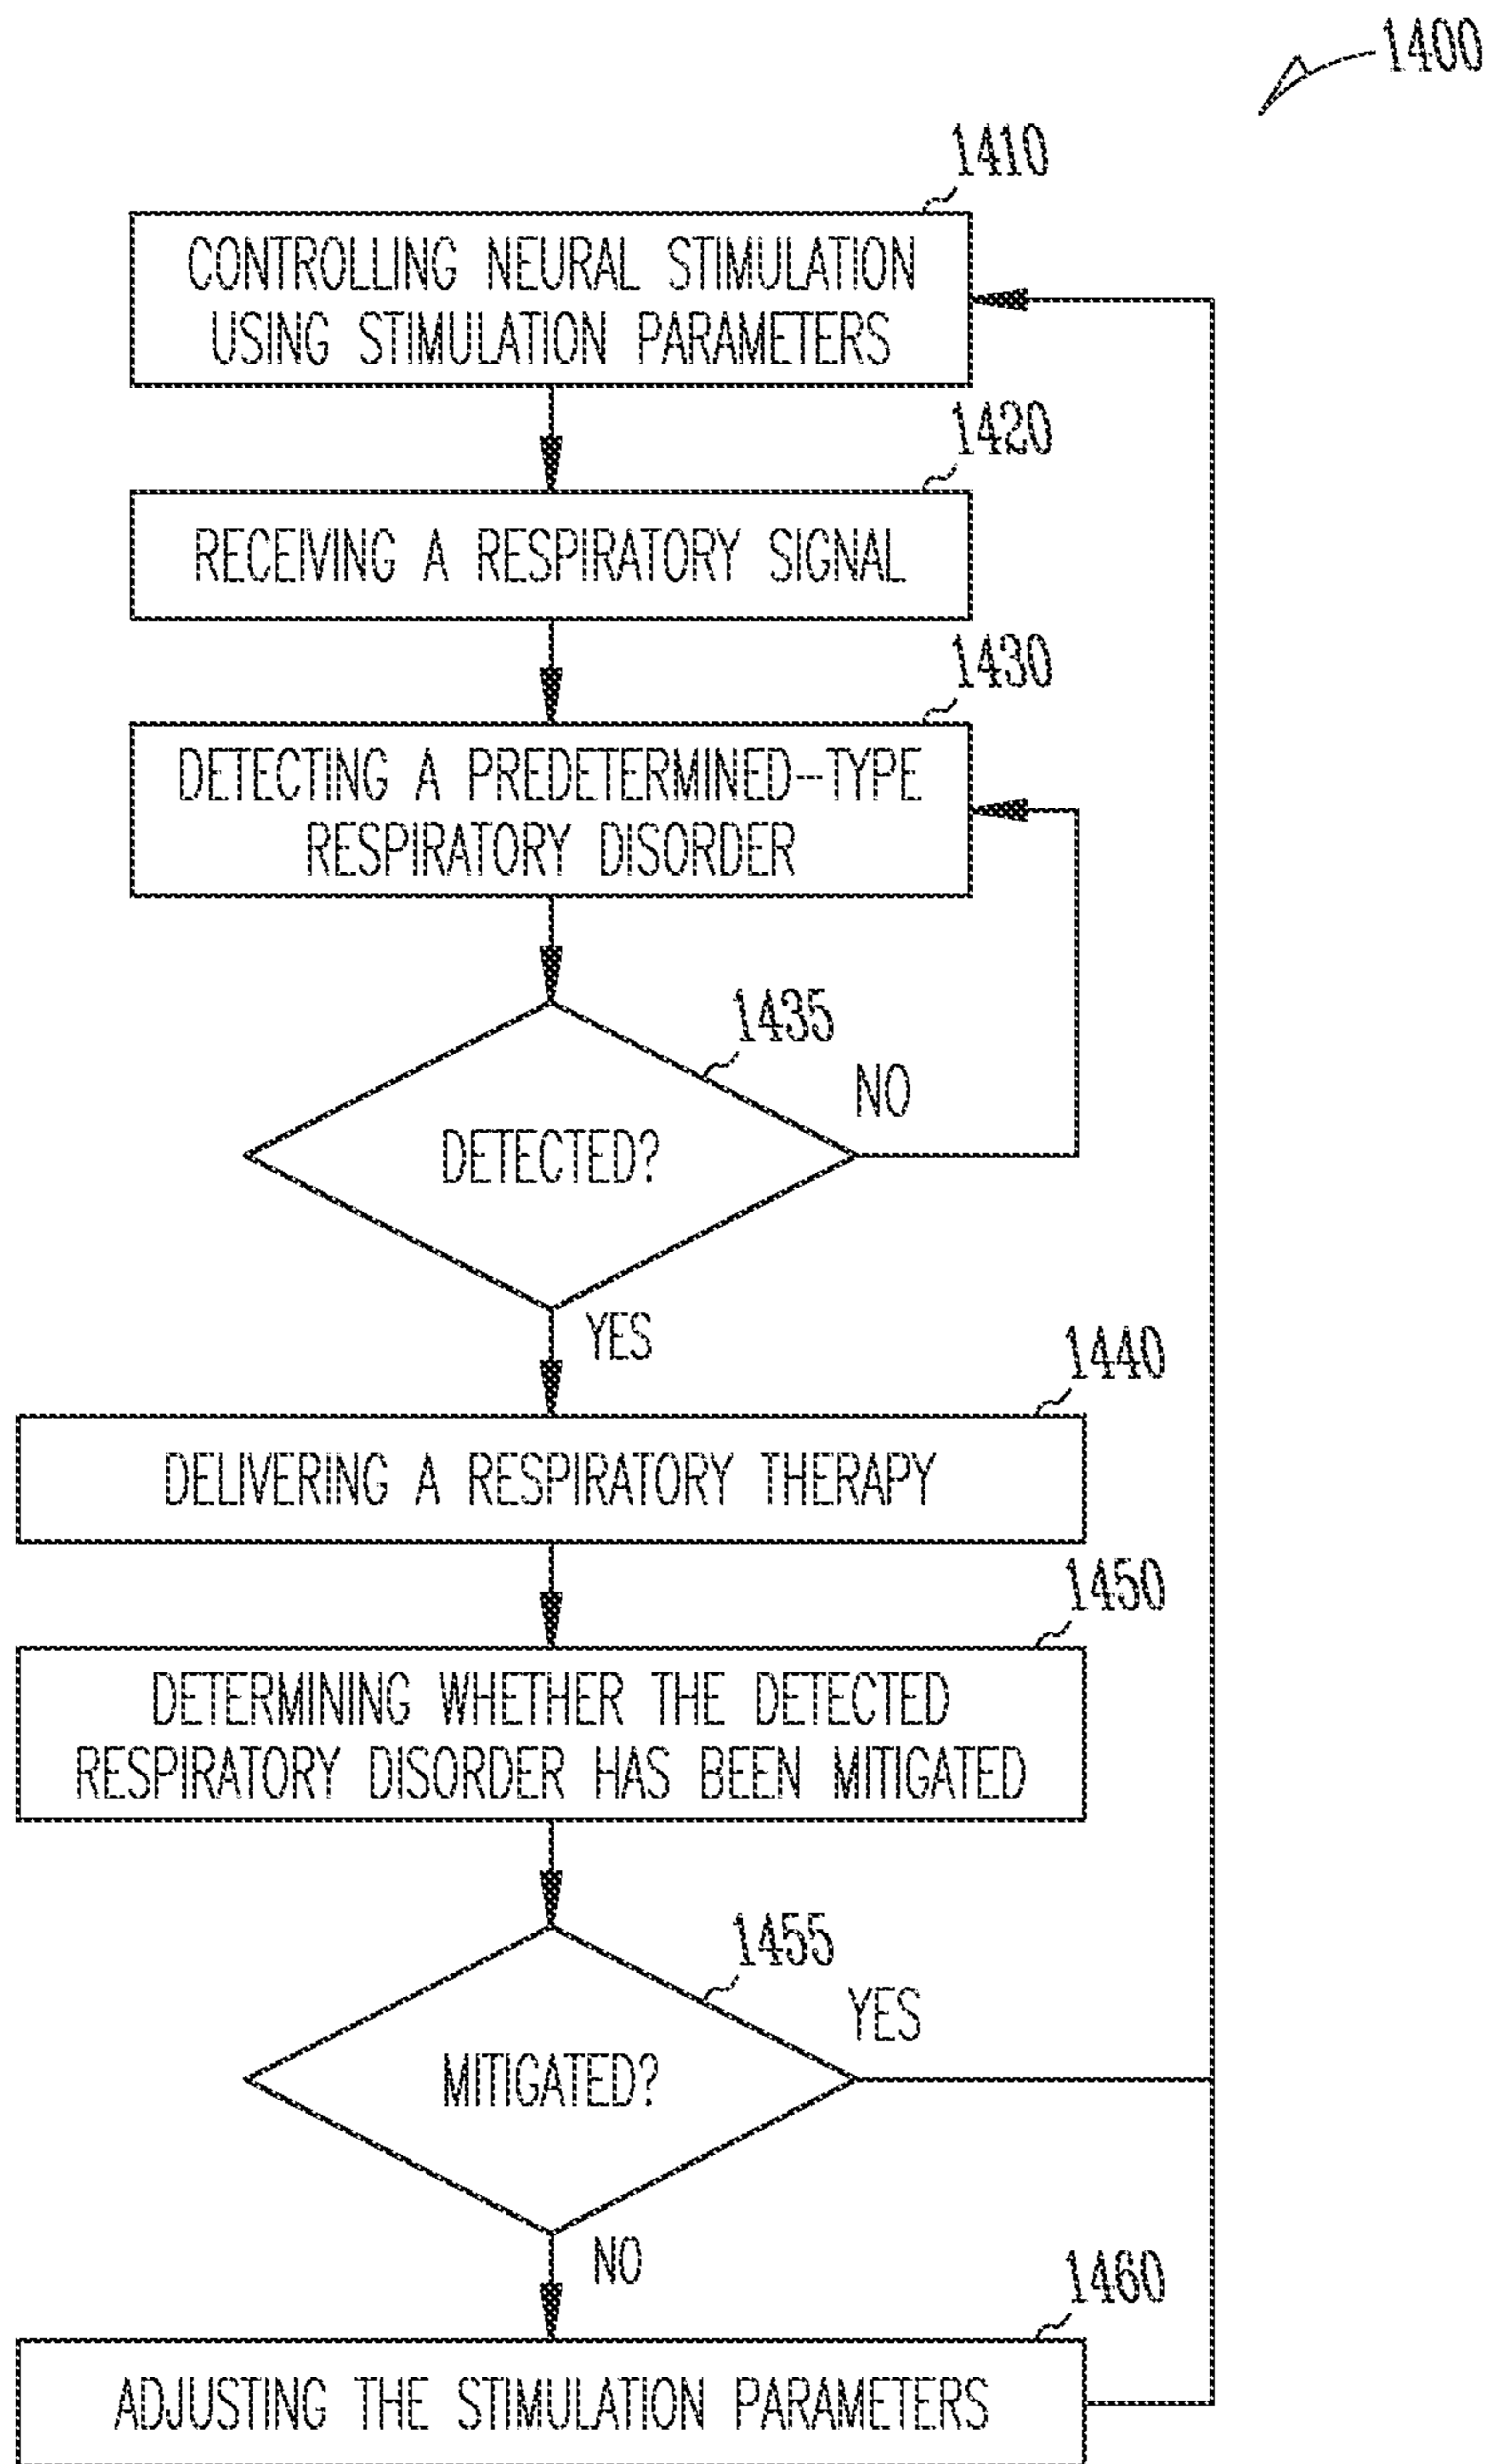 1400
1410
CONTROLLING NEURAL STIMULATION
USING STIMULATION PARAMETERS
1420
RECEIVING A RESPIRATORY SIGNAL
1430
DETECTING A PREDETERMINED--TYPE
RESPIRATORY DISORDER
1435
NO
DETECTED?
YES
1440
DELIVERING A RESPIRATORY THERAPY
1450
DETERMINING WHETHER THE DETECTED
RESPIRATORY DISORDER HAS BEEN MITIGATED
1455
YES
MITIGATED?
NO
1460
ADJUSTING THE STIMULATION PARAMETERS